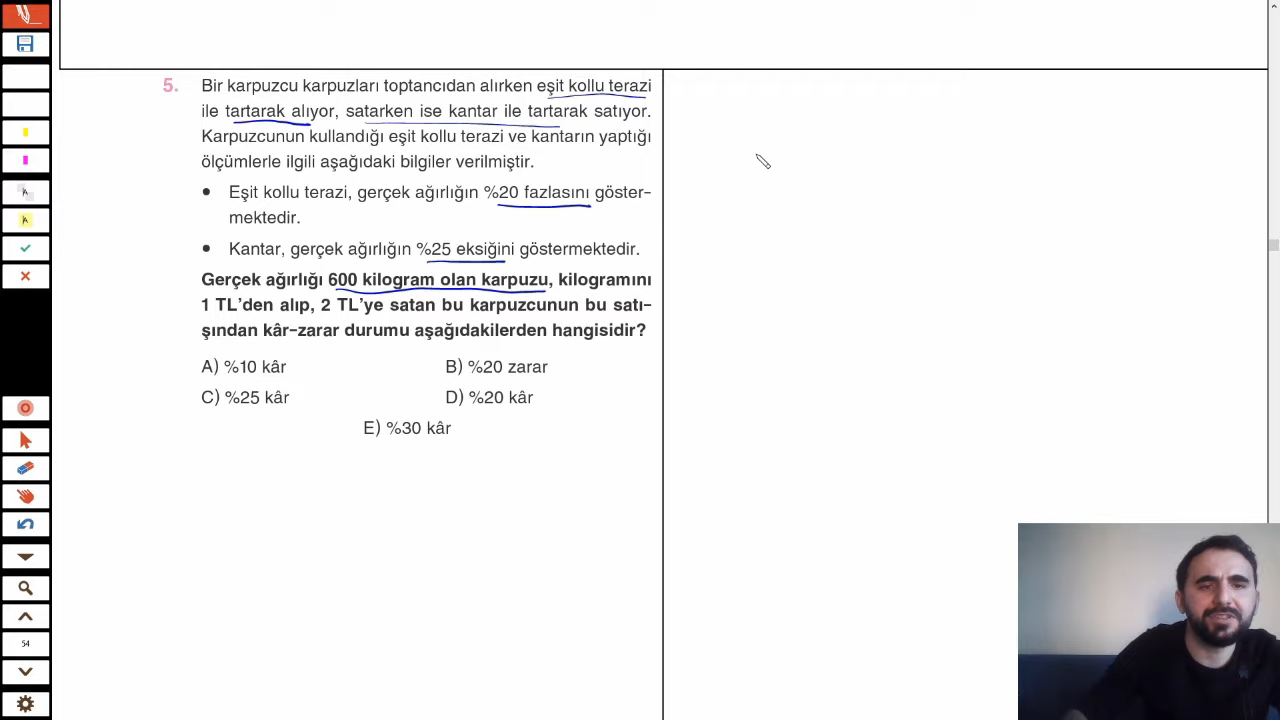 5. Bir karpuzcu karpuzları toptancıdan alırken eşit kollu terazi
ile tartarak alıyor, satarken ise kantar ile tartarak satıyor.
Karpuzcunun kullandığı eşit kollu terazi ve kantarın yaptığı
ölçümlerle ilgili aşağıdaki bilgiler verilmiştir.
• Eşit kollu terazi, gerçek ağırlığın %20 fazlasını göster-
mektedir.
• Kantar, gerçek ağırlığın %25 eksiğini göstermektedir.
Gerçek ağırlığı 600 kilogram olan karpuzu, kilogramını
1 TL'den alıp, 2 TL'ye satan bu karpuzcunun bu satı-
şından kâr-zarar durumu aşağıdakilerden hangisidir?
A) %10 kâr B) %20 zarar
C) %25 kâr D) %20 kâr
E) %30 kâr
54